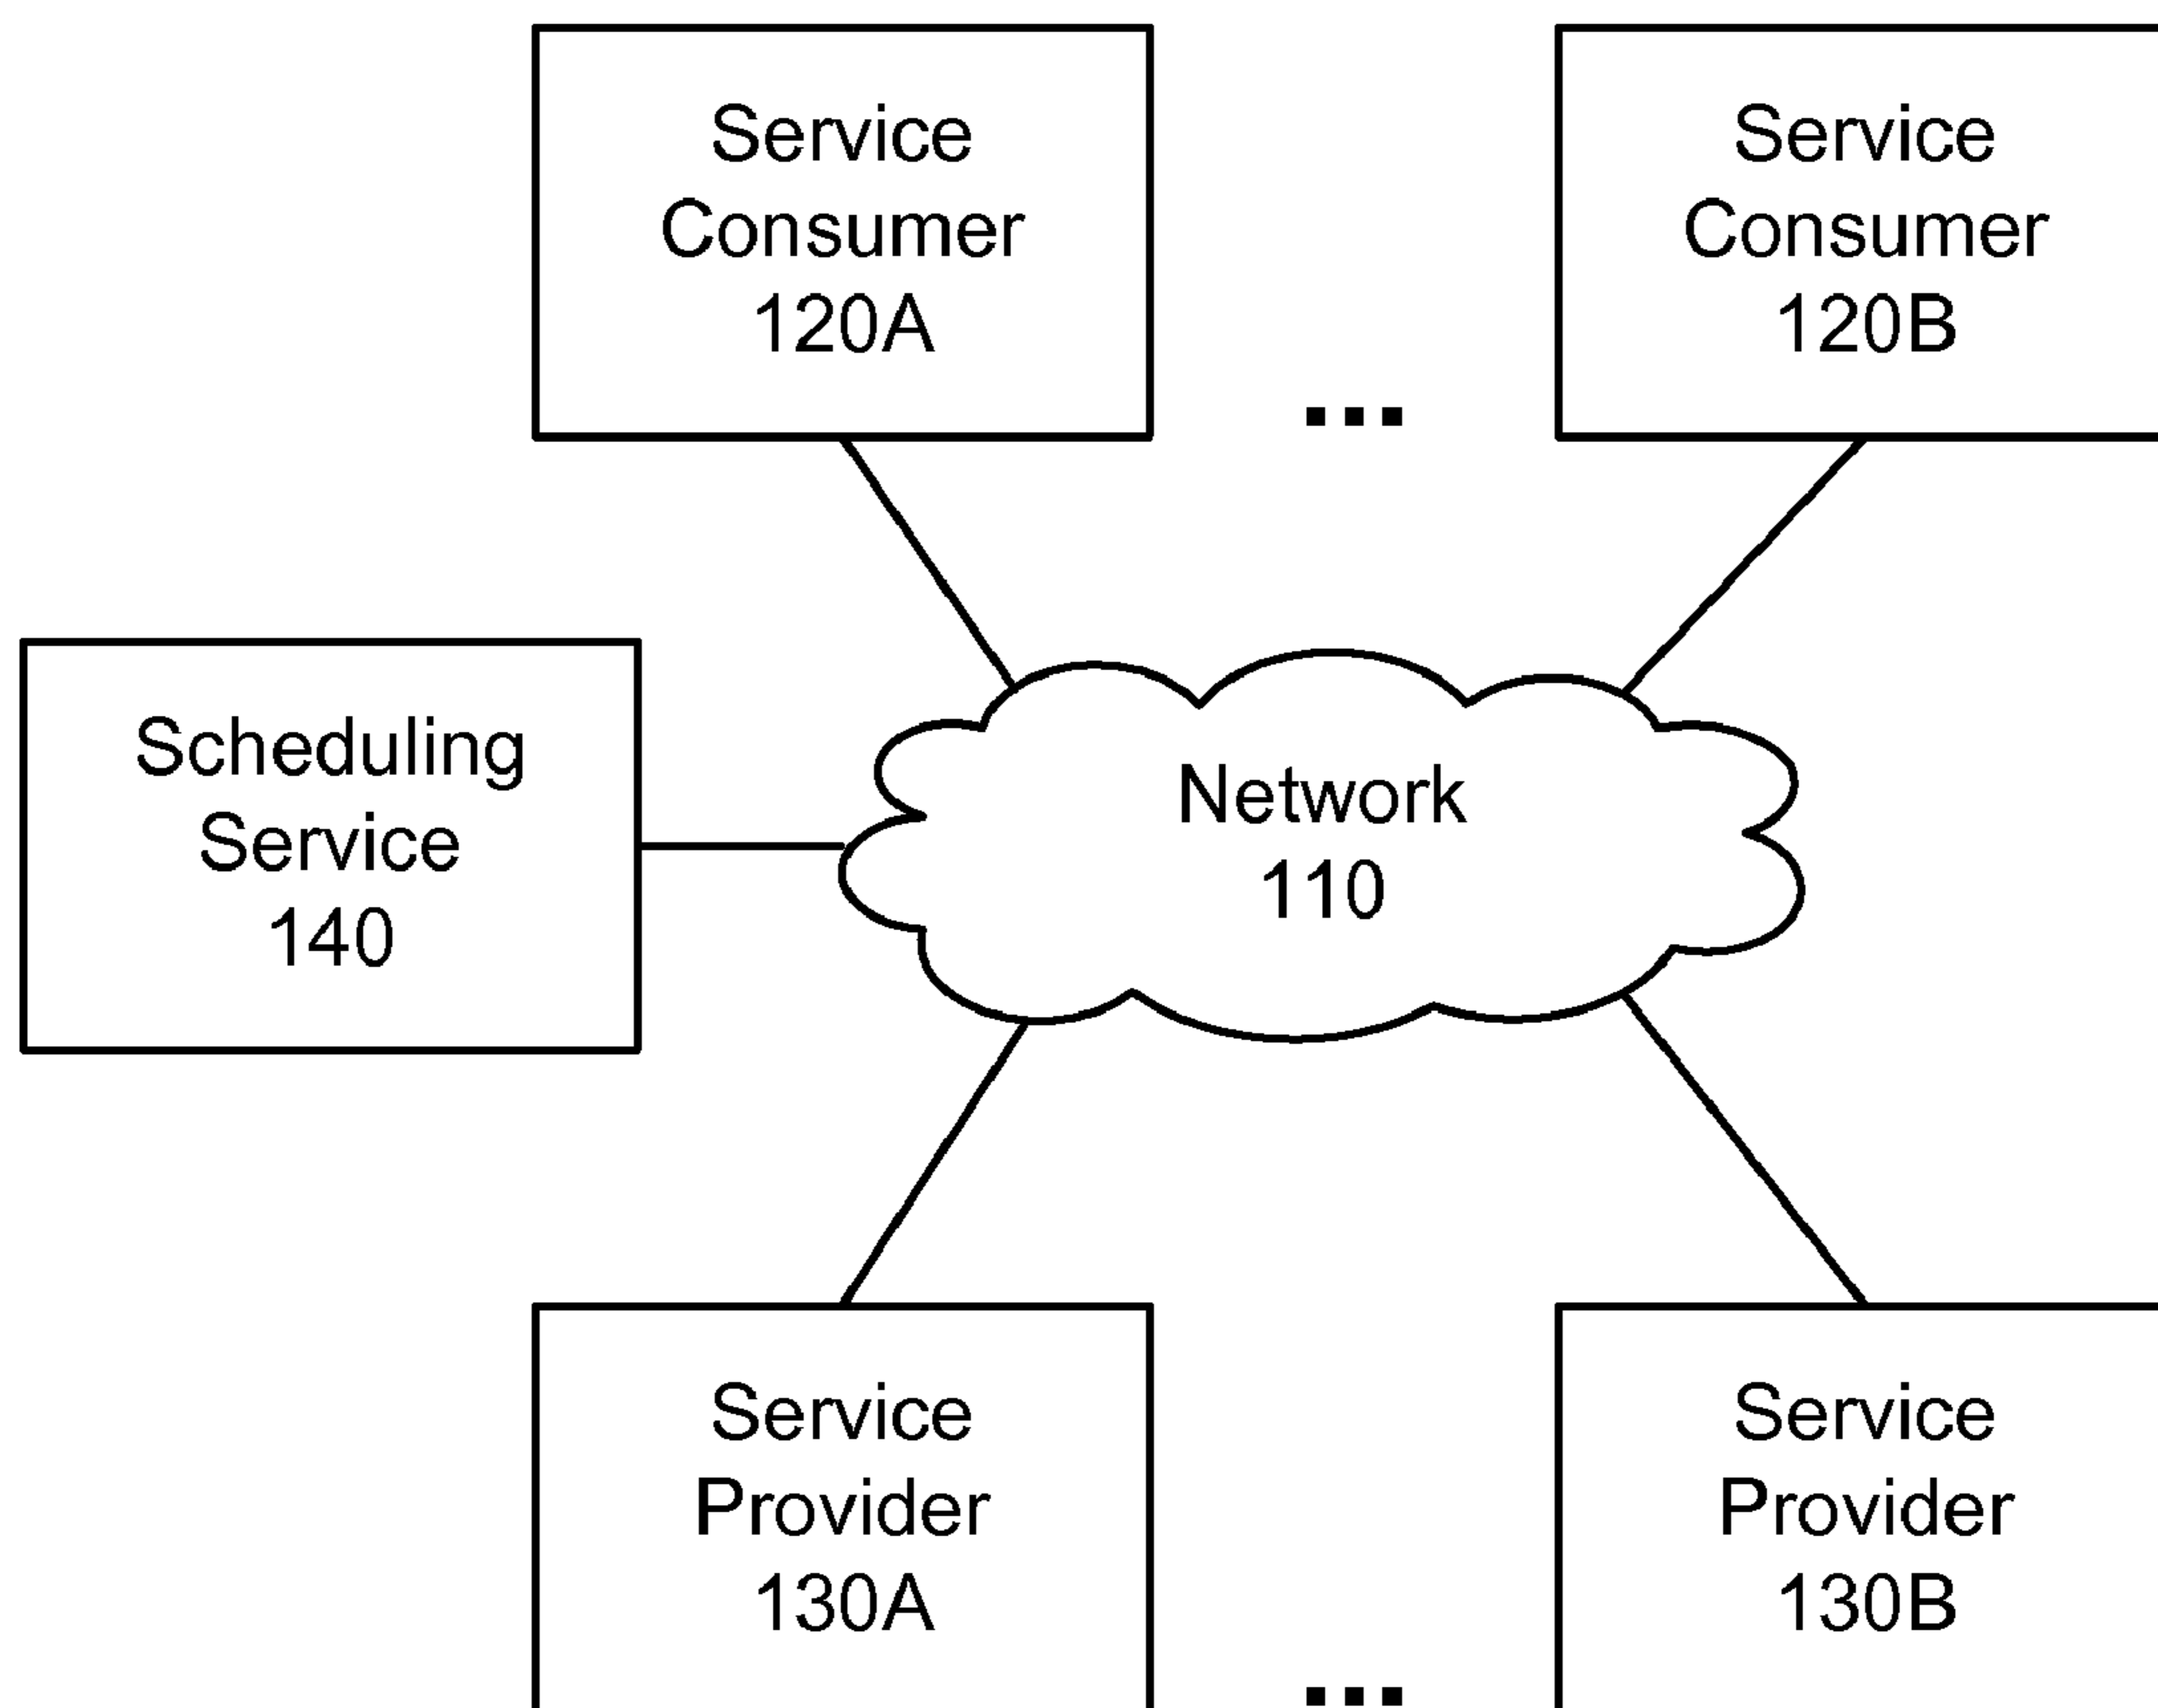 Service
Consumer
120A
Service
Consumer
120B
...
Scheduling
Service
140
Network
110
Service
Provider
130A
Service
Provider
130B
...